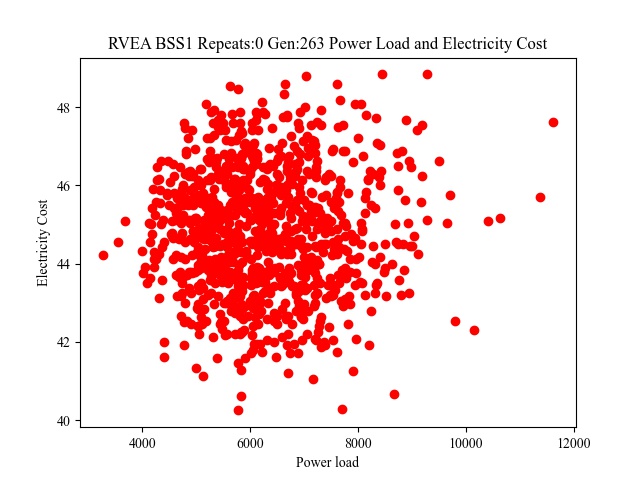 RVEA BSS1 Repeats:0 Gen:263 Power Load and Electricity Cost
48
46
44
42
40
Electricity Cost
4000 6000 8000 10000 12000
Power load